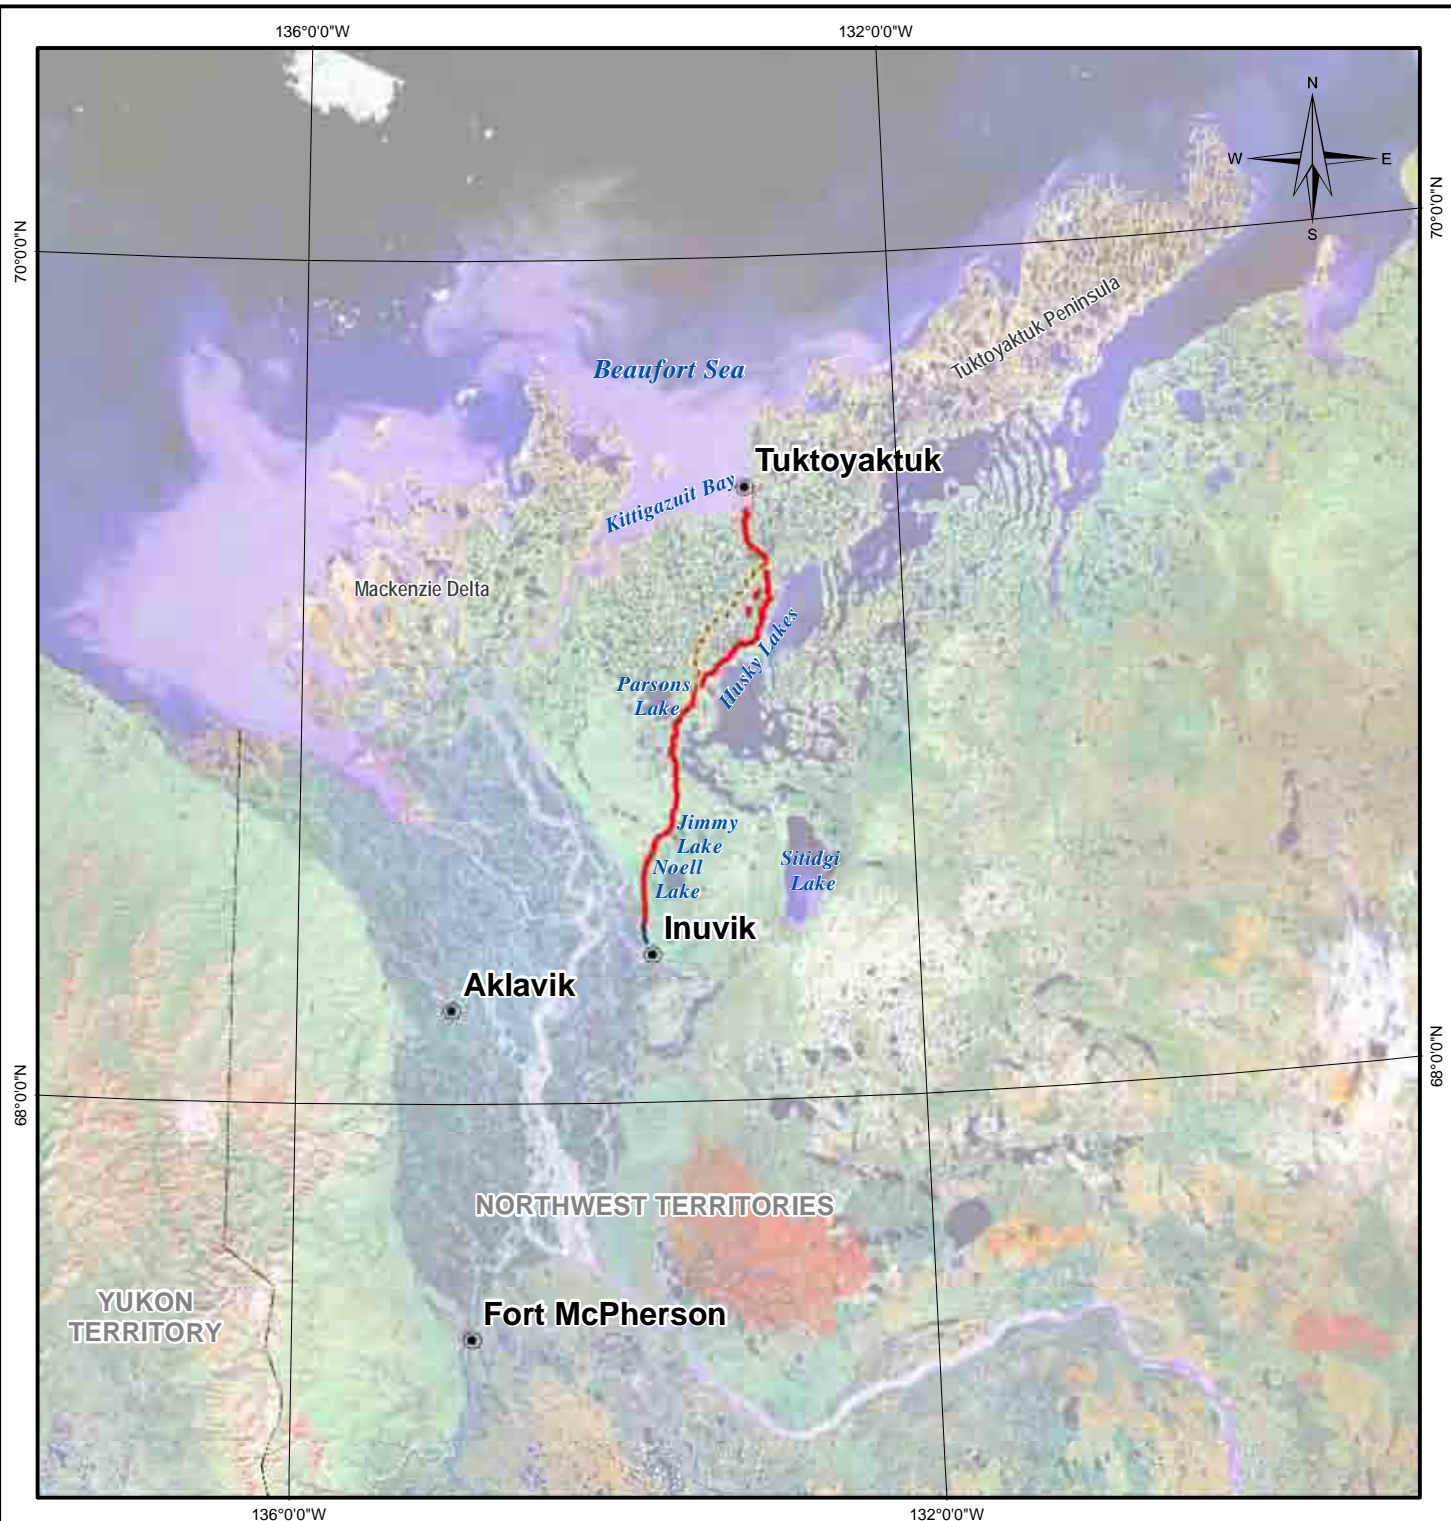 136°0'0"W
132°0'0"W
N
W
E
S
70°0'0"N
70°0'0"N
Tuktoyaktuk Peninsula
Beaufort Sea
Tuktoyaktuk
Kittigazuit Bay
Mackenzie Delta
Husky Lakes
Parsons
Lake
Jimmy
Lake
Noell
Lake
Sitidgi
Lake
Inuvik
Aklavik
68°0'0"N
68°0'0"N
NORTHWEST TERRITORIES
YUKON
TERRITORY
Fort McPherson
136°0'0"W
132°0'0"W